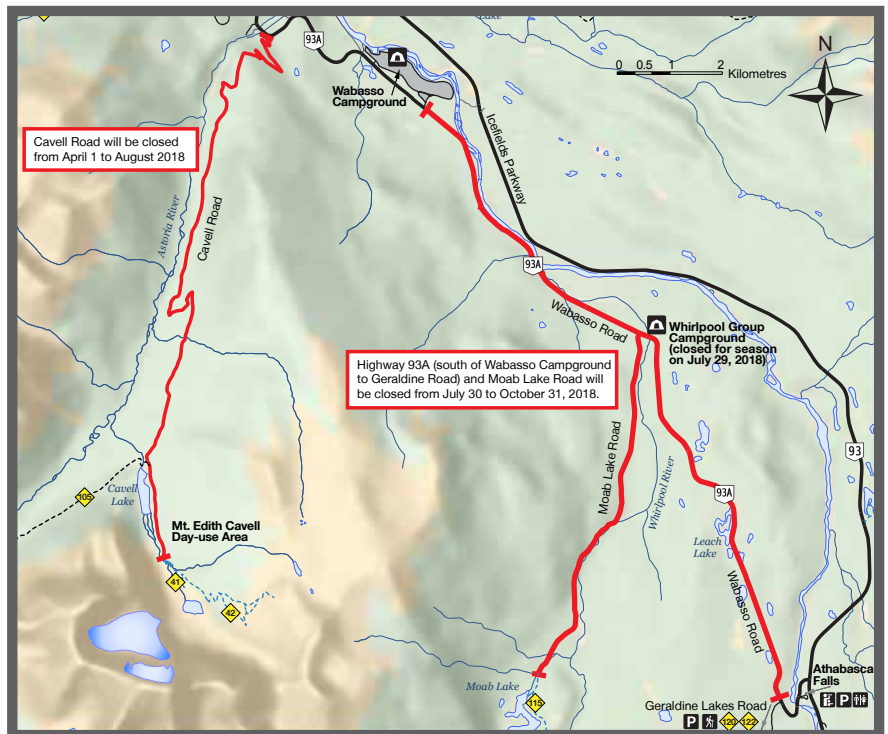 Lake
93A
N
0 0.5 1 2 Kilometres
Wabasso
Campground
Icefields Parkway
Cavell Road will be closed
from April 1 to August 2018
Astoria River
Cavell Road
93A
Wabasso Road
Whirlpool Group
Campground
(closed for season
on July 29, 2018)
Highway 93A (south of Wabasso Campground
to Geraldine Road) and Moab Lake Road will
be closed from July 30 to October 31, 2018.
Moab Lake Road
Whirlpool River
93
105
Cavell
Lake
93A
Leach
Lake
Mt. Edith Cavell
Day-use Area
41
42
Wabasso Road
Moab Lake
115
Athabasca
Falls
Geraldine Lakes Road
P 120 122
P